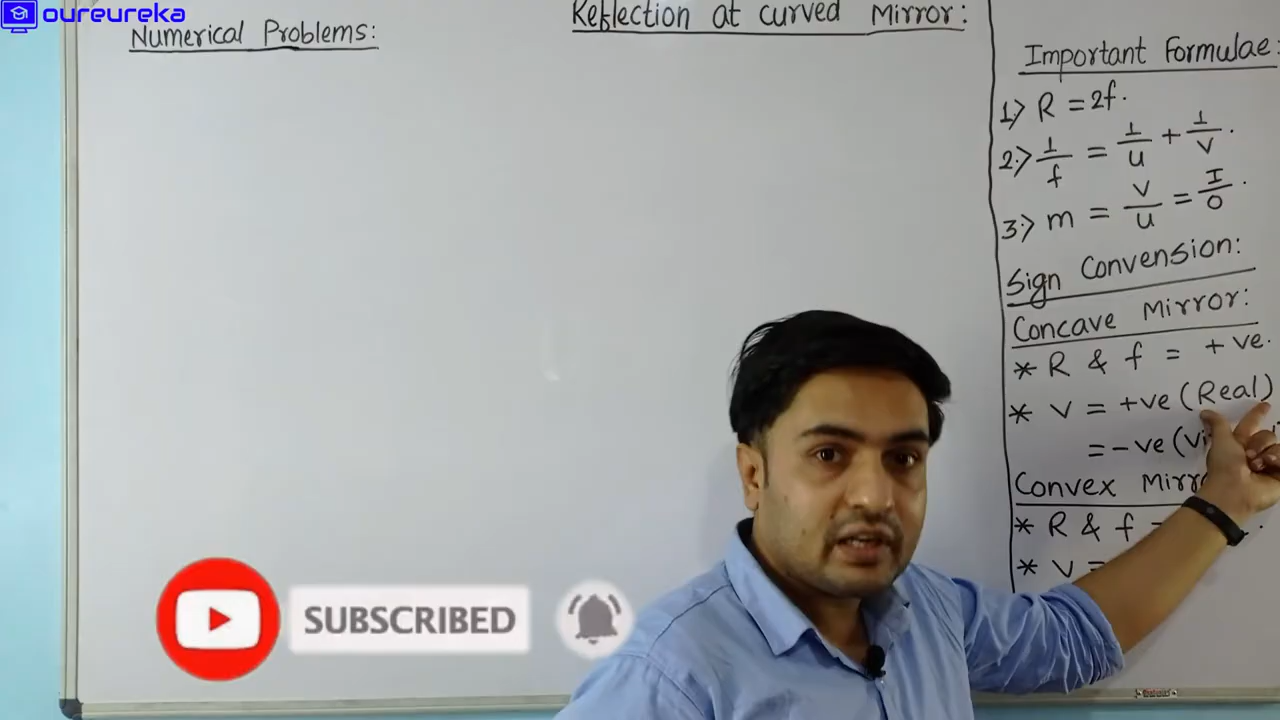 oureureka
Reflection at curved Mirror:
Numerical Problems:
Important Formulae:
1> R = 2f.
2> 1/f = 1/u + 1/v.
3> m = v/u = I/O.
Sign Convension:
Concave Mirror:
* R & f = +ve.
* v = +ve (Real)
= -ve (
Convex
* R & f
* v =
SUBSCRIBED